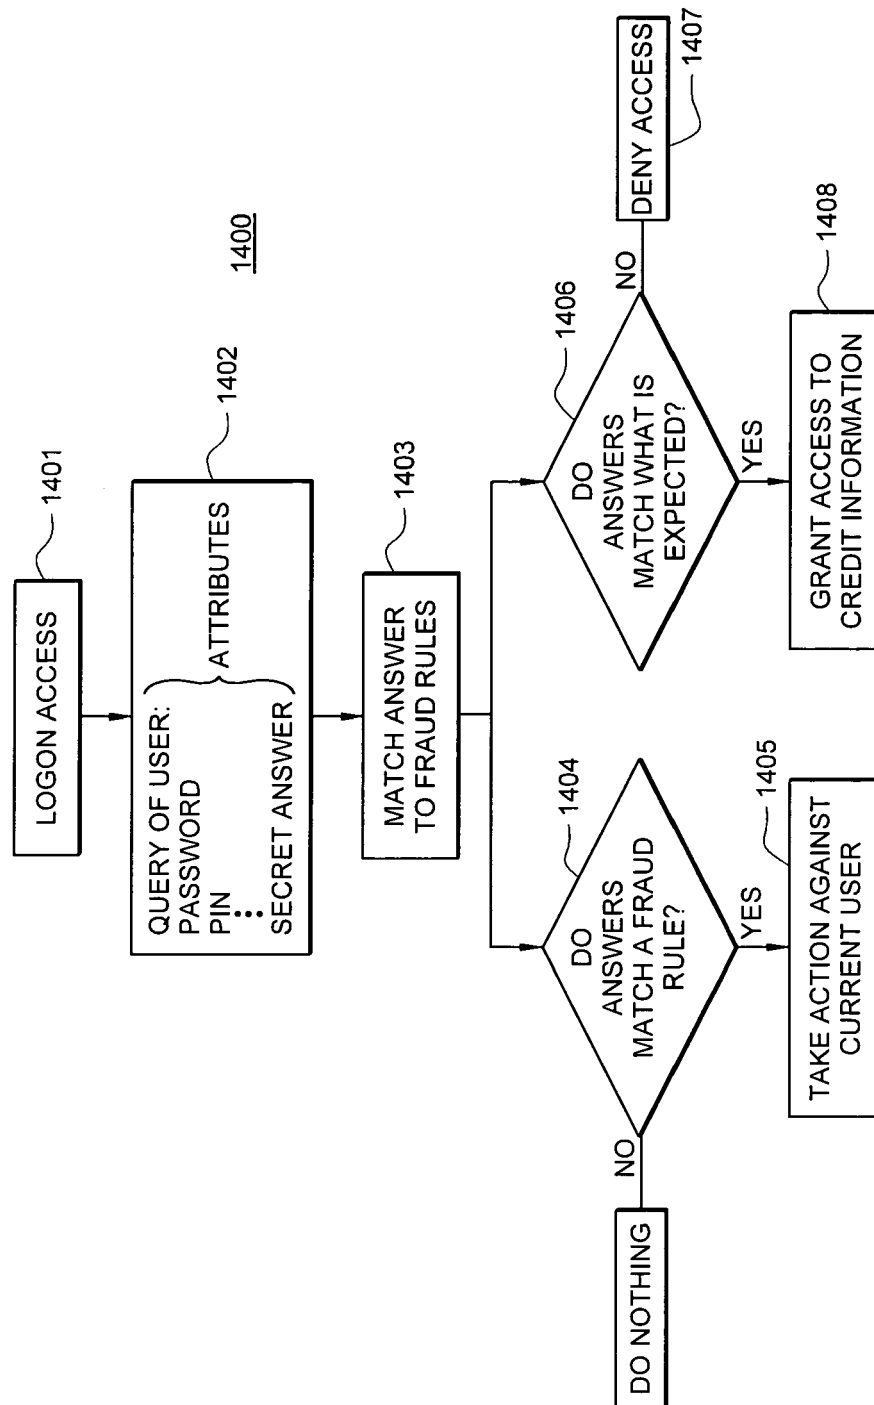 1400
LOGON ACCESS
1401
QUERY OF USER:
PASSWORD
PIN
SECRET ANSWER
ATTRIBUTES
1402
MATCH ANSWER
TO FRAUD RULES
1403
DO
ANSWERS
MATCH A FRAUD
RULE?
1404
NO
DO NOTHING
YES
TAKE ACTION AGAINST
CURRENT USER
1405
DO
ANSWERS
MATCH WHAT IS
EXPECTED?
1406
NO
DENY ACCESS
1407
YES
GRANT ACCESS TO
CREDIT INFORMATION
1408